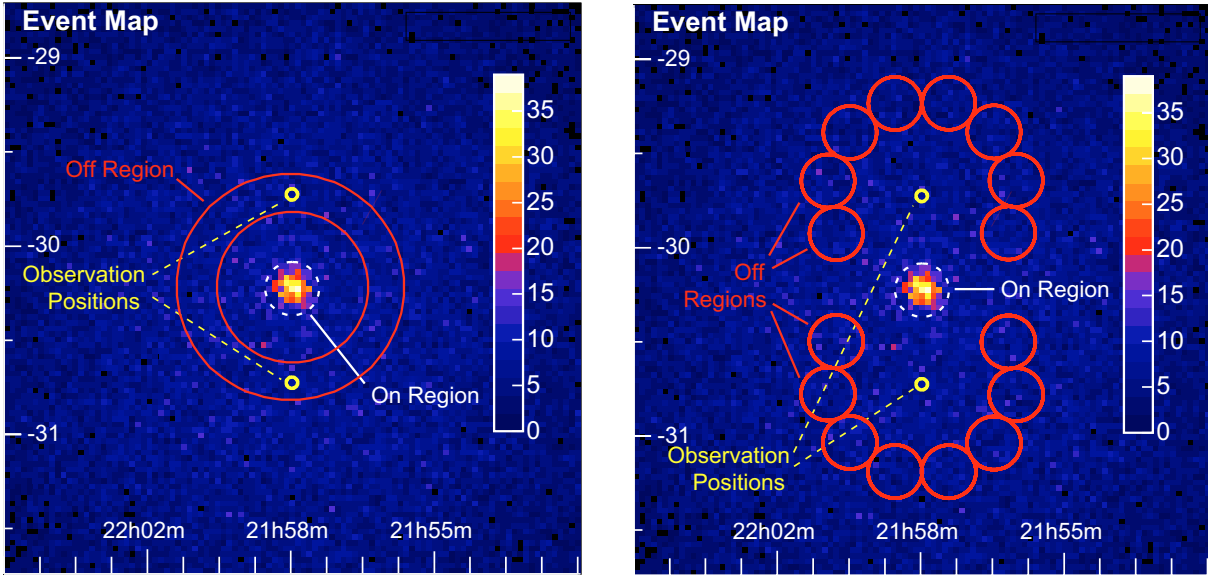 Event Map
-29
35
30
Off Region
25
-30
20
Observation
Positions
15
10
5
On Region
0
-31
22h02m
21h58m
21h55m
Event Map
-29
35
30
25
-30
20
Off
Regions
On Region
15
10
5
0
-31
Observation
Positions
22h02m
21h58m
21h55m